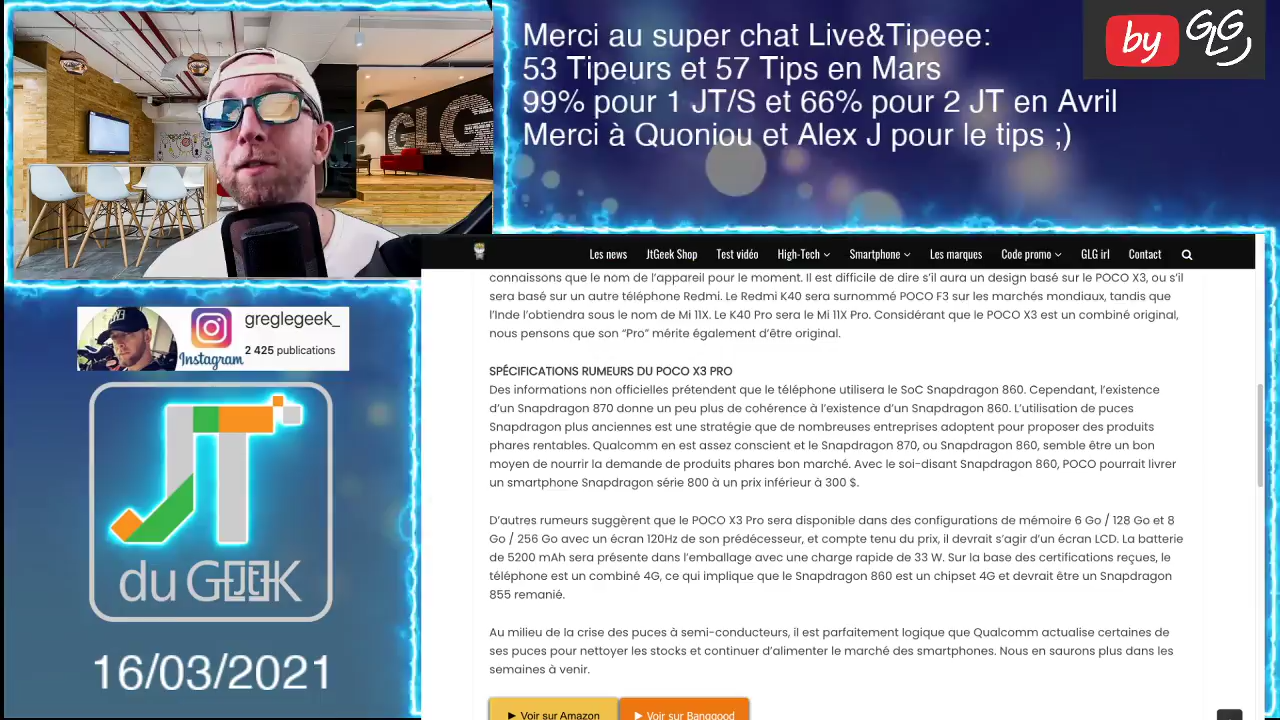 Merci au super chat Live&Tipeee:
53 Tipeurs et 57 Tips en Mars
99% pour 1 JT/S et 66% pour 2 JT en Avril
Merci à Quoniou et Alex J pour le tips ;)
by GLG
GLG
greglegeek_
2 425 publications
Instagram
JT
du GEEK
16/03/2021
Les news JtGeek Shop Test vidéo High-Tech Smartphone Les marques Code promo GLG irl Contact
connaissons que le nom de l’appareil pour le moment. Il est difficile de dire s’il aura un design basé sur le POCO X3, ou s’il
sera basé sur un autre téléphone Redmi. Le Redmi K40 sera surnommé POCO F3 sur les marchés mondiaux, tandis que
l’Inde l’obtiendra sous le nom de Mi 11X. Le K40 Pro sera le Mi 11X Pro. Considérant que le POCO X3 est un combiné original,
nous pensons que son “Pro” mérite également d’être original.
SPÉCIFICATIONS RUMEURS DU POCO X3 PRO
Des informations non officielles prétendent que le téléphone utilisera le SoC Snapdragon 860. Cependant, l’existence
d’un Snapdragon 870 donne un peu plus de cohérence à l’existence d’un Snapdragon 860. L’utilisation de puces
Snapdragon plus anciennes est une stratégie que de nombreuses entreprises adoptent pour proposer des produits
phares rentables. Qualcomm en est assez conscient et le Snapdragon 870, ou Snapdragon 860, semble être un bon
moyen de nourrir la demande de produits phares bon marché. Avec le soi-disant Snapdragon 860, POCO pourrait livrer
un smartphone Snapdragon série 800 à un prix inférieur à 300 $.
D’autres rumeurs suggèrent que le POCO X3 Pro sera disponible dans des configurations de mémoire 6 Go / 128 Go et 8
Go / 256 Go avec un écran 120Hz de son prédécesseur, et compte tenu du prix, il devrait s’agir d’un écran LCD. La batterie
de 5200 mAh sera présente dans l’emballage avec une charge rapide de 33 W. Sur la base des certifications reçues, le
téléphone est un combiné 4G, ce qui implique que le Snapdragon 860 est un chipset 4G et devrait être un Snapdragon
855 remanié.
Au milieu de la crise des puces à semi-conducteurs, il est parfaitement logique que Qualcomm actualise certaines de
ses puces pour nettoyer les stocks et continuer d’alimenter le marché des smartphones. Nous en saurons plus dans les
semaines à venir.
Voir sur Amazon Voir sur Banggood